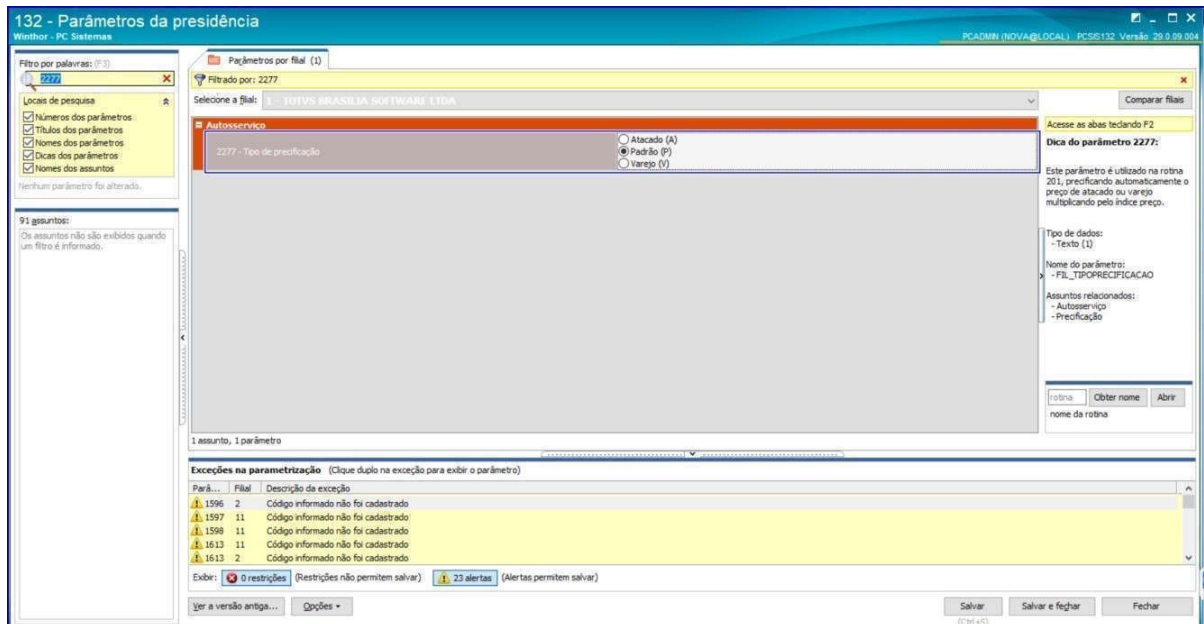 132 - Parâmetros da presidência
Winthor - PC Sistemas
PCADMIN (NOVA@LOCAL) PCSIS132 Versão 29.0.09.004
Filtro por palavras: (F3)
2277
Locais de pesquisa
Números dos parâmetros
Títulos dos parâmetros
Nomes dos parâmetros
Dicas dos parâmetros
Nomes dos assuntos
Nenhum parâmetro foi alterado.
91 assuntos:
Os assuntos não são exibidos quando
um filtro é informado.
Parâmetros por filial (1)
Filtrado por: 2277
Selecione a filial: 1 - TOTVS BRASILIA SOFTWARE LTDA
Comparar filiais
Autosserviço
2277 - Tipo de precificação
Atacado (A)
Padrão (P)
Varejo (V)
1 assunto, 1 parâmetro
Acesse as abas teclando F2
Dica do parâmetro 2277:
Este parâmetro é utilizado na rotina
201, precificando automaticamente o
preço de atacado ou varejo
multiplicando pelo índice preço.
Tipo de dados:
- Texto (1)
Nome do parâmetro:
- FIL_TIPOPRECIFICACAO
Assuntos relacionados:
- Autosserviço
- Precificação
rotina Obter nome Abrir
nome da rotina
Exceções na parametrização (Clique duplo na exceção para exibir o parâmetro)
Parâ... Filial Descrição da exceção
1596 2 Código informado não foi cadastrado
1597 11 Código informado não foi cadastrado
1598 11 Código informado não foi cadastrado
1613 11 Código informado não foi cadastrado
1613 2 Código informado não foi cadastrado
Exibir: 0 restrições (Restrições não permitem salvar) 23 alertas (Alertas permitem salvar)
Ver a versão antiga... Opções Salvar Salvar e fechar Fechar
(Ctrl+S)